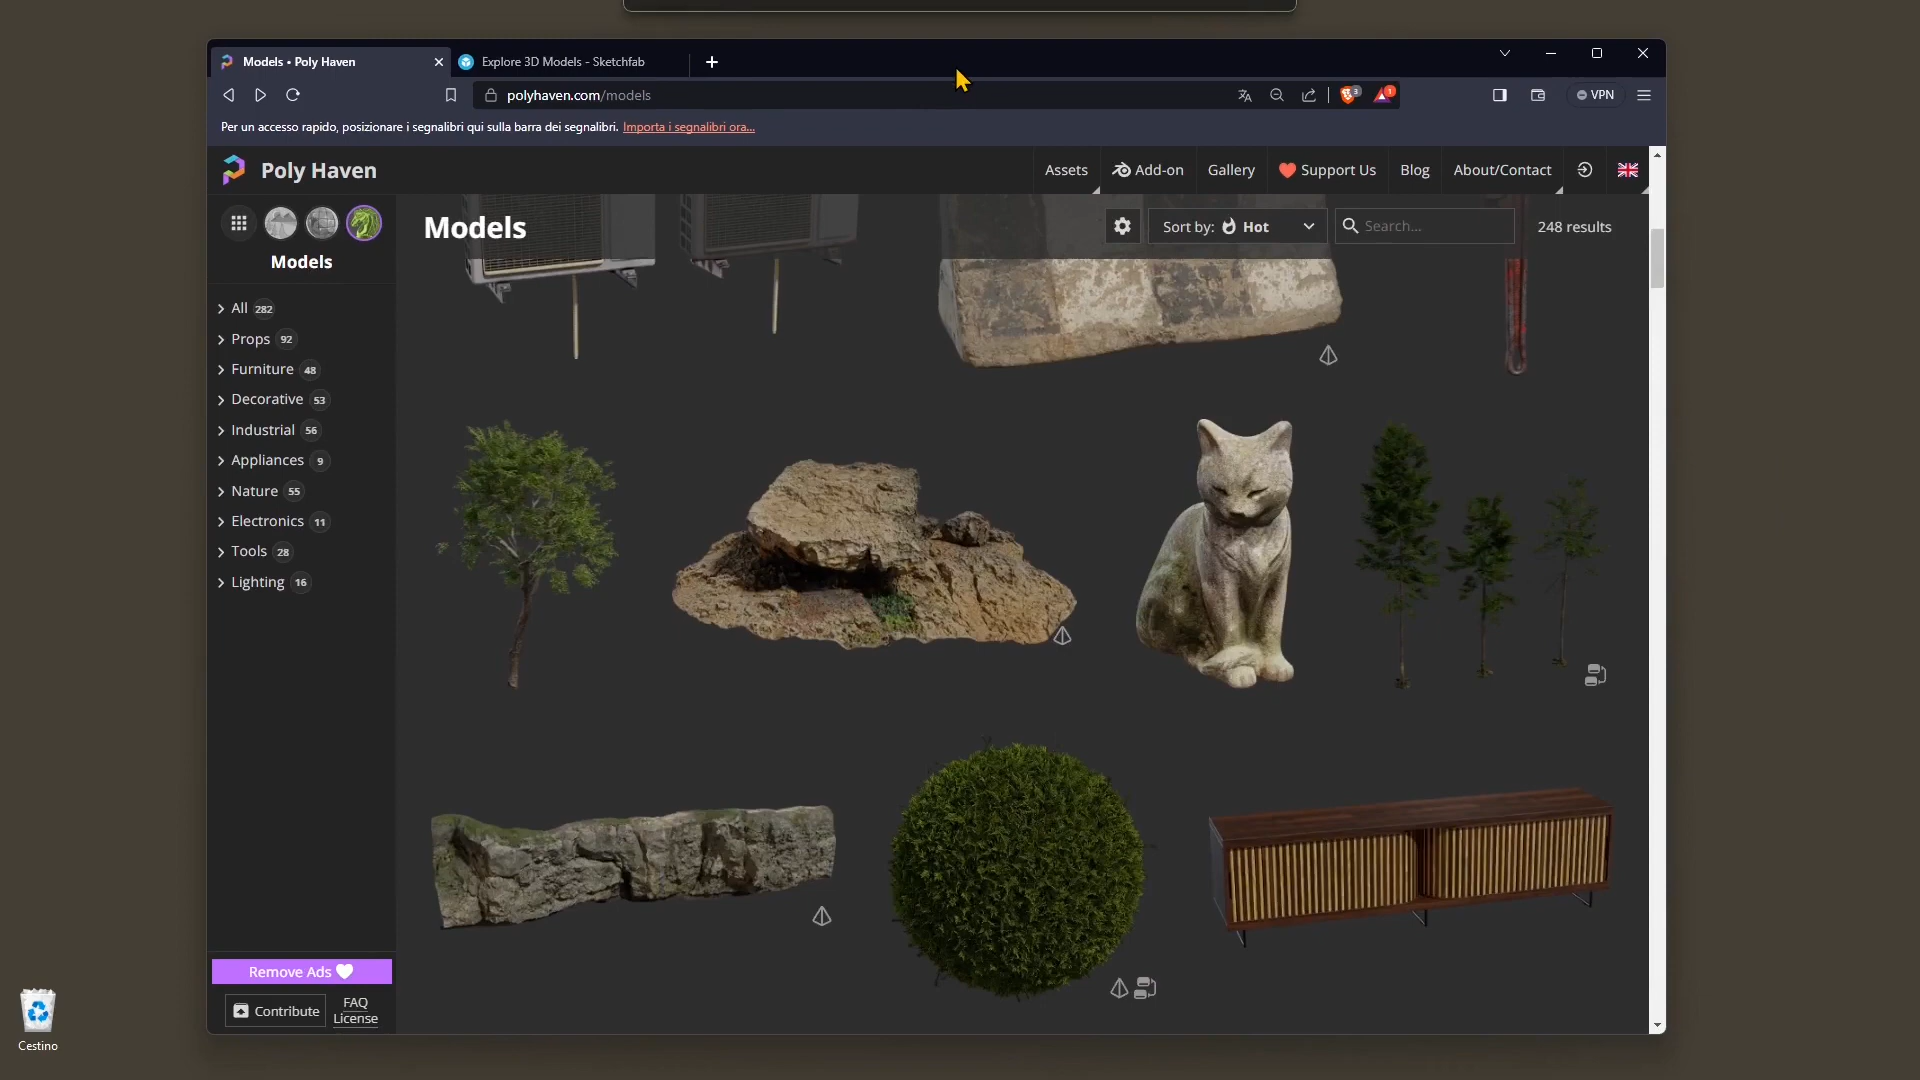 Models • Poly Haven
Explore 3D Models - Sketchfab
polyhaven.com/models
3
1
VPN
Per un accesso rapido, posizionare i segnalibri qui sulla barra dei segnalibri. Importa i segnalibri ora...
Poly Haven
Assets
Add-on
Gallery
Support Us
Blog
About/Contact
Models
Sort by: Hot
Search...
248 results
Models
All 282
Props 92
Furniture 48
Decorative 53
Industrial 56
Appliances 9
Nature 55
Electronics 11
Tools 28
Lighting 16
Remove Ads
Contribute
FAQ
License
Cestino